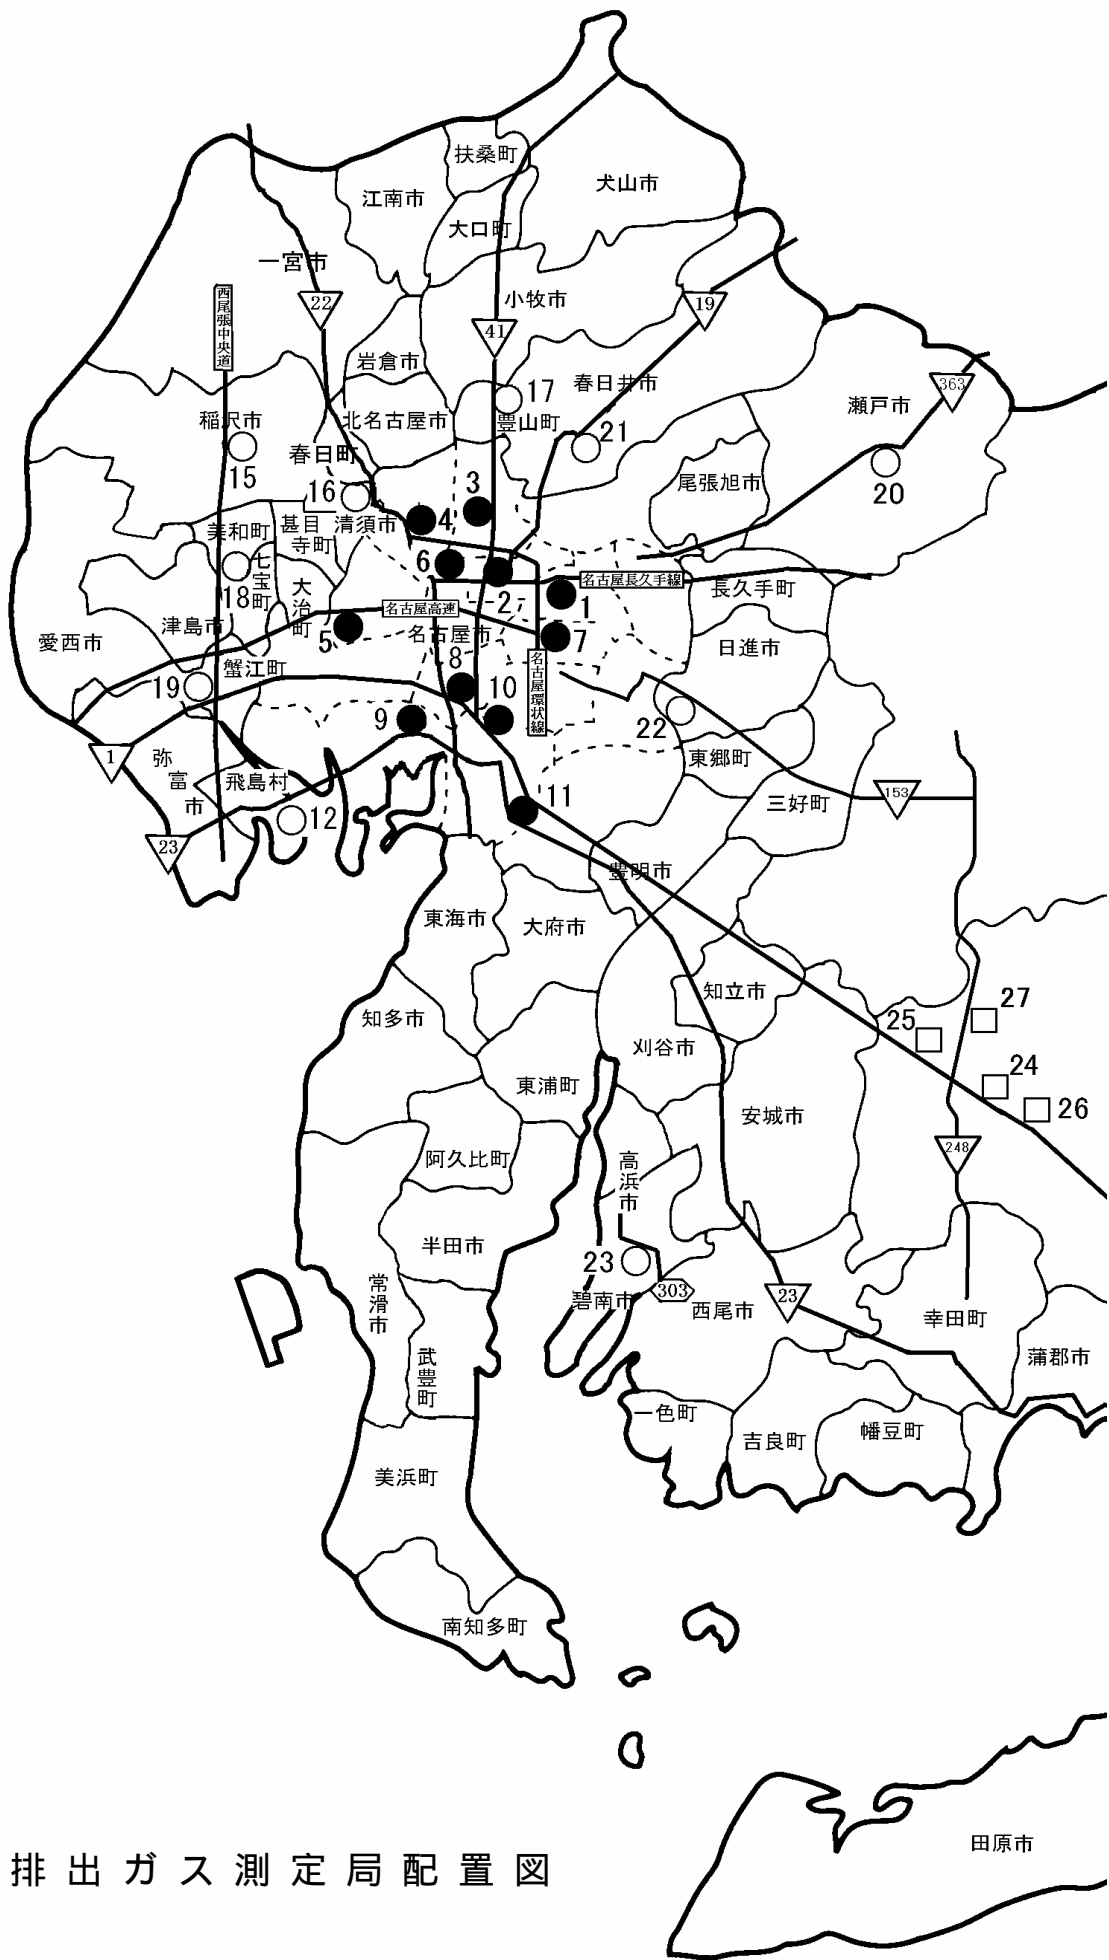 扶桑町
犬山市
江南市
大口町
一宮市
小牧市
西尾張中央道
22
19
41
岩倉市
363
17
春日井市
瀬戸市
稲沢市
北名古屋市
豊山町
21
春日町
15
尾張旭市
20
16
3
清須市
4
美和町
甚目寺町
6
七宝町
18
大治町
2
名古屋長久手線
長久手町
1
名古屋高速
津島市
5
名古屋市
7
愛西市
日進市
蟹江町
8
名古屋環状線
19
10
9
22
1
弥富市
東郷町
飛島村
153
三好町
11
12
23
豊明市
東海市
大府市
知立市
27
知多市
25
刈谷市
東浦町
24
26
安城市
248
阿久比町
高浜市
半田市
23
常滑市
303
碧南市
西尾市
23
幸田町
武豊町
蒲郡市
一色町
吉良町
幡豆町
美浜町
南知多町
田原市
排出ガス測定局配置図